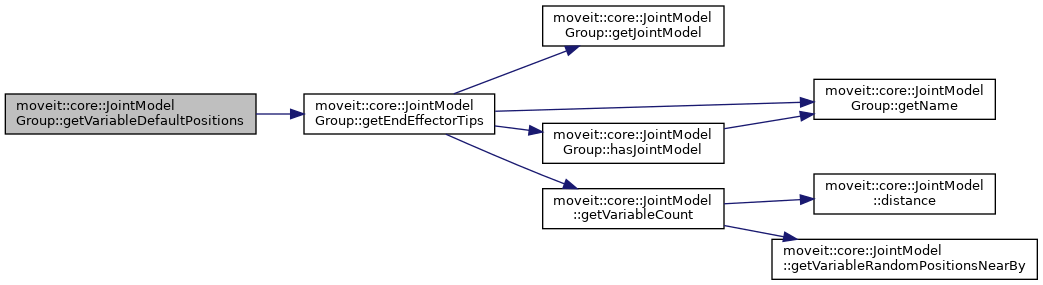 moveit::core::JointModel
Group::getVariableDefaultPositions
moveit::core::JointModel
Group::getEndEffectorTips
moveit::core::JointModel
Group::getJointModel
moveit::core::JointModel
Group::getName
moveit::core::JointModel
Group::hasJointModel
moveit::core::JointModel
::getVariableCount
moveit::core::JointModel
::distance
moveit::core::JointModel
::getVariableRandomPositionsNearBy